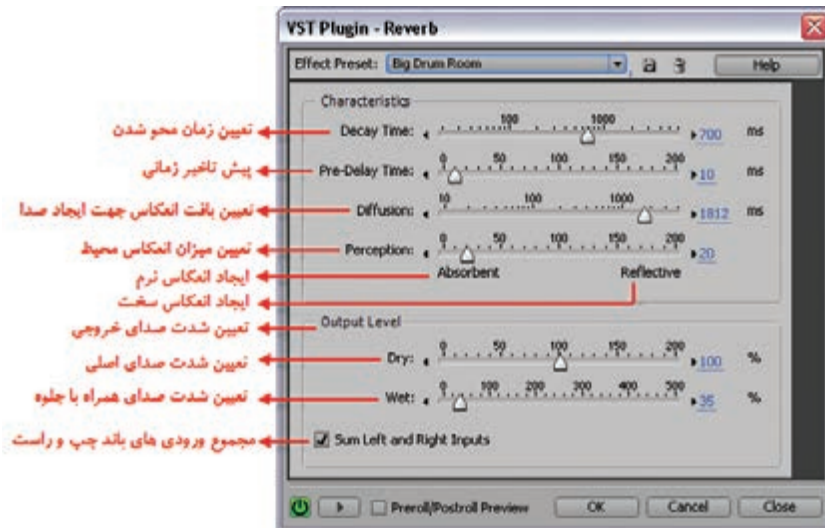 VST Plugin - Reverb
Effect Preset: Big Drum Room Help
Characteristics
100 1000
تعیین زمان محو شدن Decay Time: 700 ms
0 50 100 150 200
پیش تاخیر زمانی Pre-Delay Time: 10 ms
10 100 1000
تعیین بافت انعکاس جهت ایجاد صدا Diffusion: 1812 ms
0 50 100 150 200
تعیین میزان انعکاس محیط Perception: 20
ایجاد انعکاس نرم Absorbent Reflective
ایجاد انعکاس سخت
تعیین شدت صدای خروجی Output Level
0 50 100 150 200
تعیین شدت صدای اصلی Dry: 100 %
0 100 200 300 400 500
تعیین شدت صدای همراه با جلوه Wet: 35 %
مجموع ورودی های باند چپ و راست Sum Left and Right Inputs
Preroll/Postroll Preview OK Cancel Close